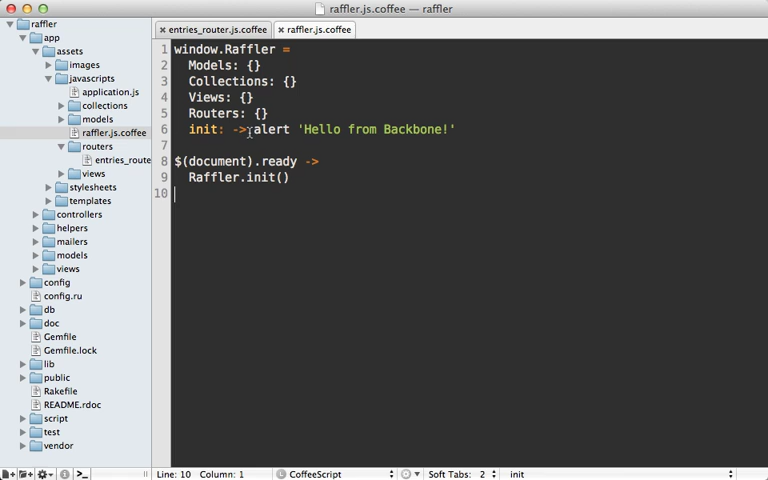 raffler.js.coffee — raffler
raffler
app
assets
images
javascripts
application.js
collections
models
raffler.js.coffee
routers
entries_route
views
stylesheets
templates
controllers
helpers
mailers
models
views
config
config.ru
db
doc
Gemfile
Gemfile.lock
lib
public
Rakefile
README.rdoc
script
test
vendor
entries_router.js.coffee
raffler.js.coffee
1 window.Raffler =
2 Models: {}
3 Collections: {}
4 Views: {}
5 Routers: {}
6 init: -> alert 'Hello from Backbone!'
7
8 $(document).ready ->
9 Raffler.init()
10
Line: 10 Column: 1
CoffeeScript
Soft Tabs: 2
init